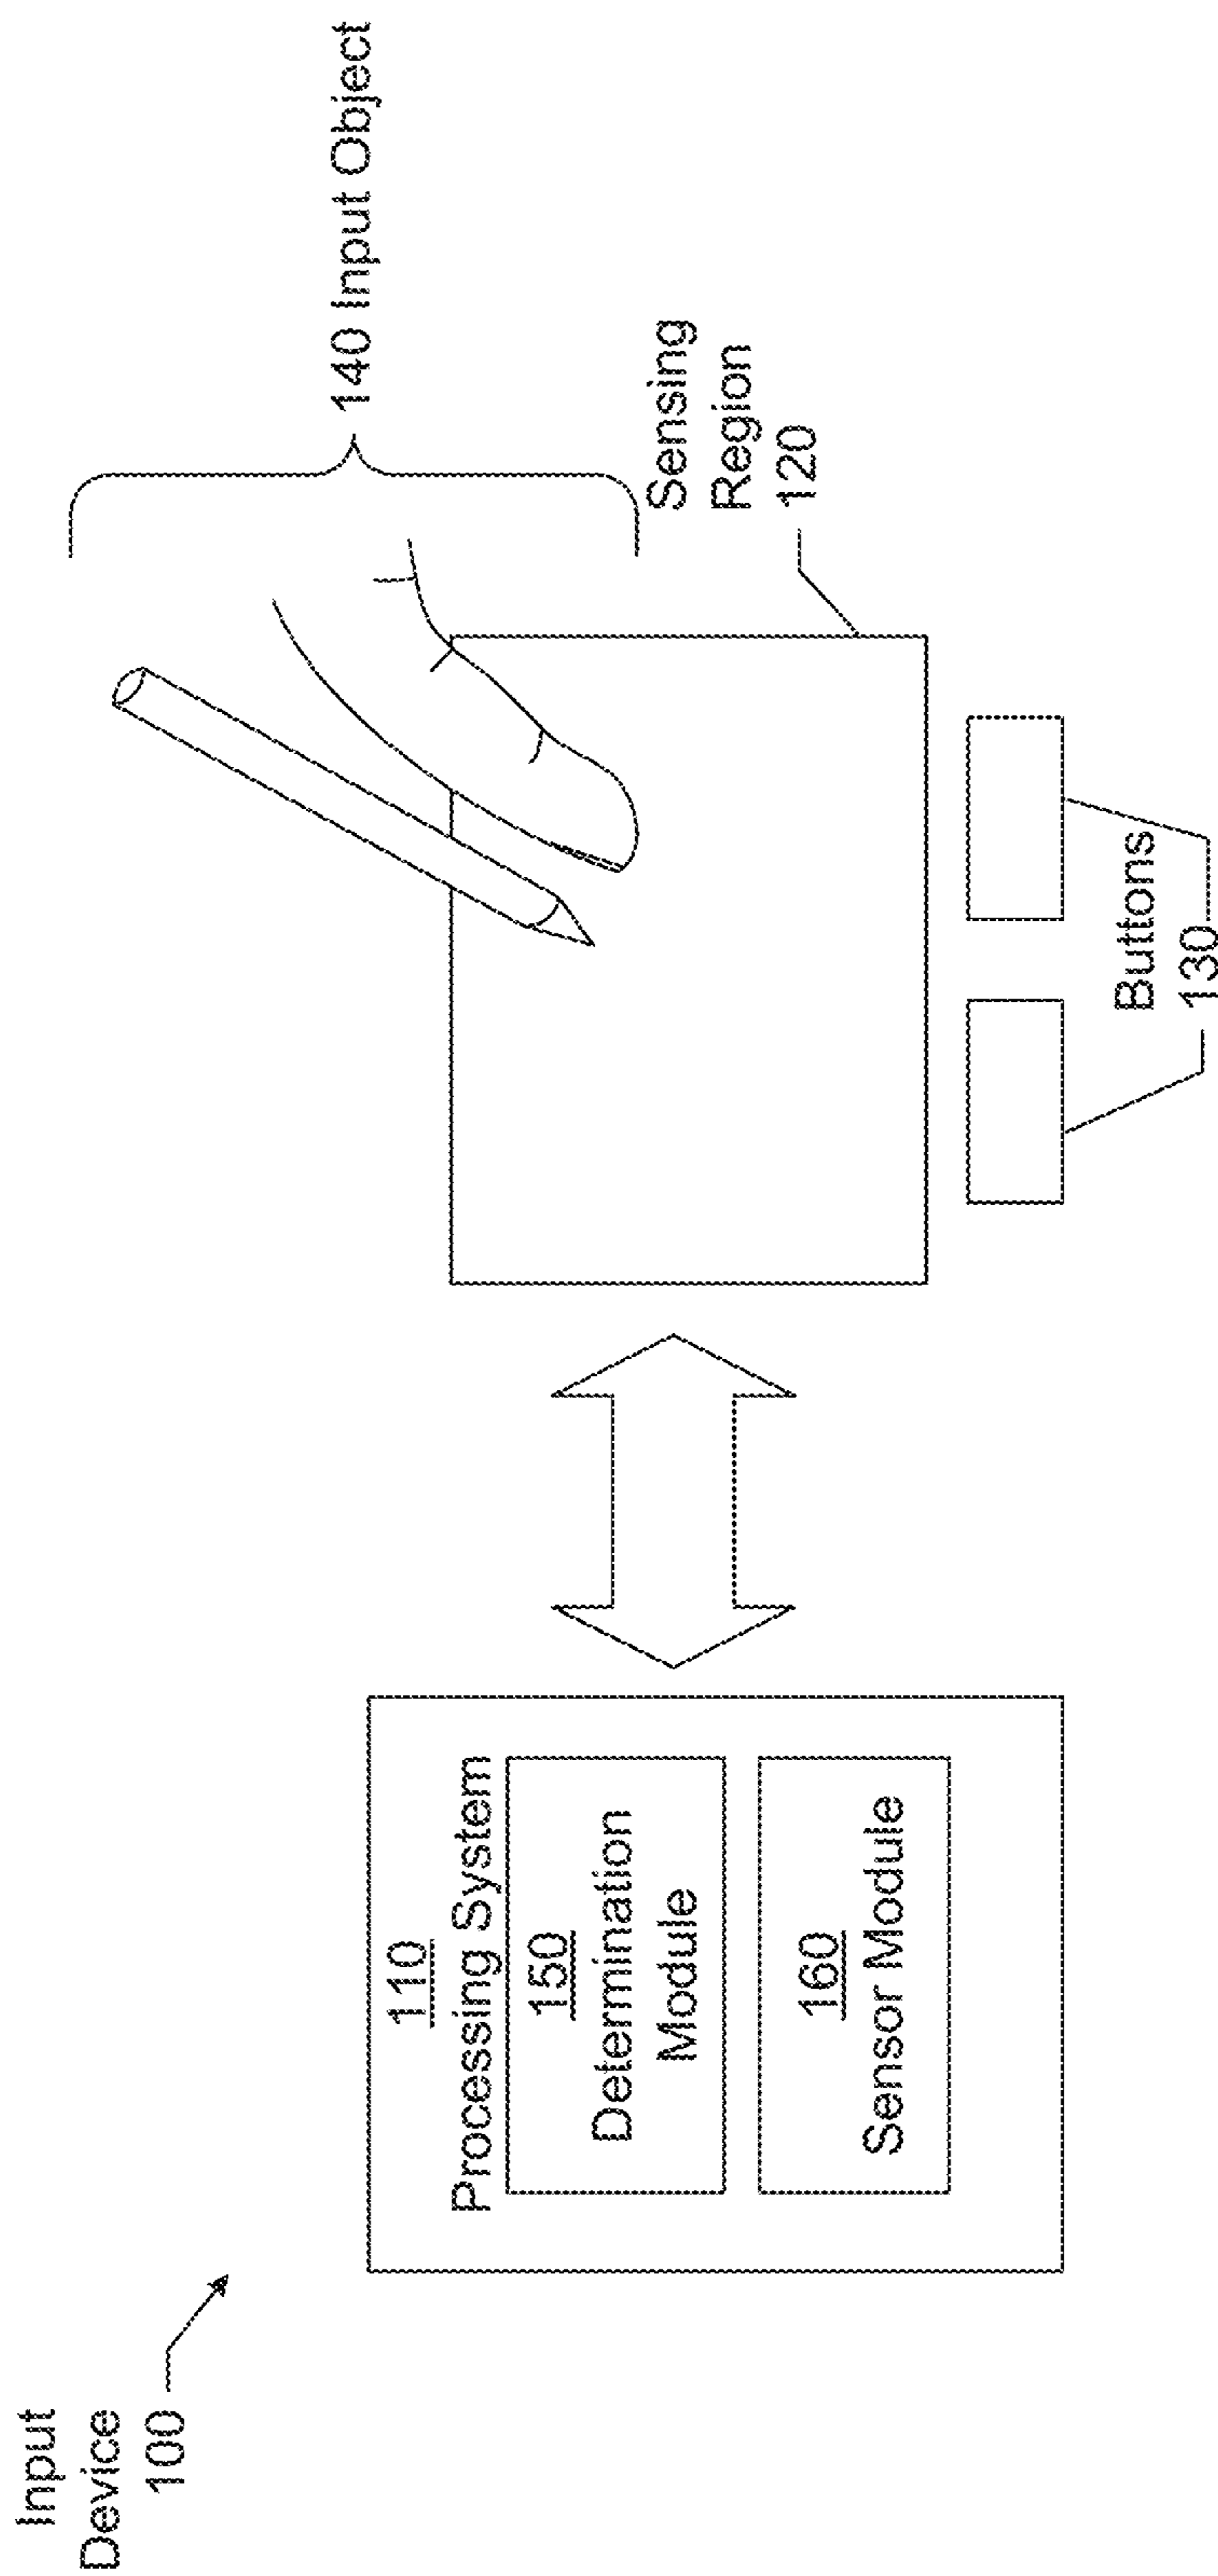 Input
Device
100
110
Processing System
150
Determination
Module
160
Sensor Module
140 Input Object
Sensing
Region
120
Buttons
130